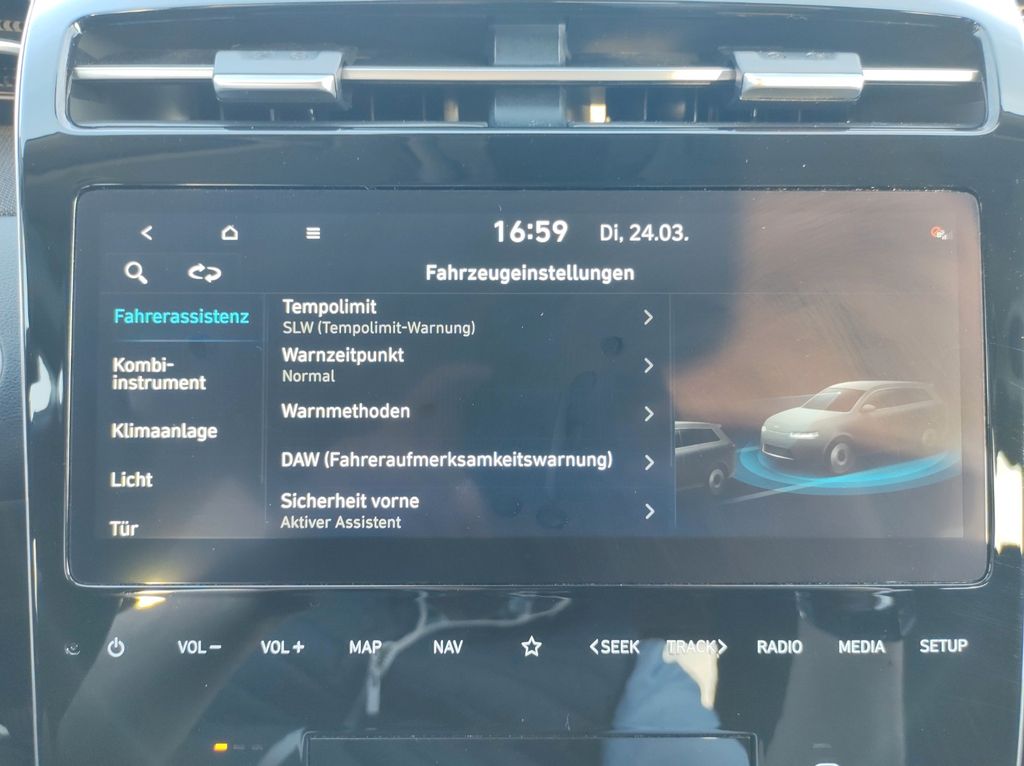 16:59 Di, 24.03.
Fahrzeugeinstellungen
Fahrerassistenz
Kombi-
instrument
Klimaanlage
Licht
Tür
Tempolimit
SLW (Tempolimit-Warnung)
Warnzeitpunkt
Normal
Warnmethoden
DAW (Fahreraufmerksamkeitswarnung)
Sicherheit vorne
Aktiver Assistent
VOL− VOL+ MAP NAV <SEEK TRACK> RADIO MEDIA SETUP